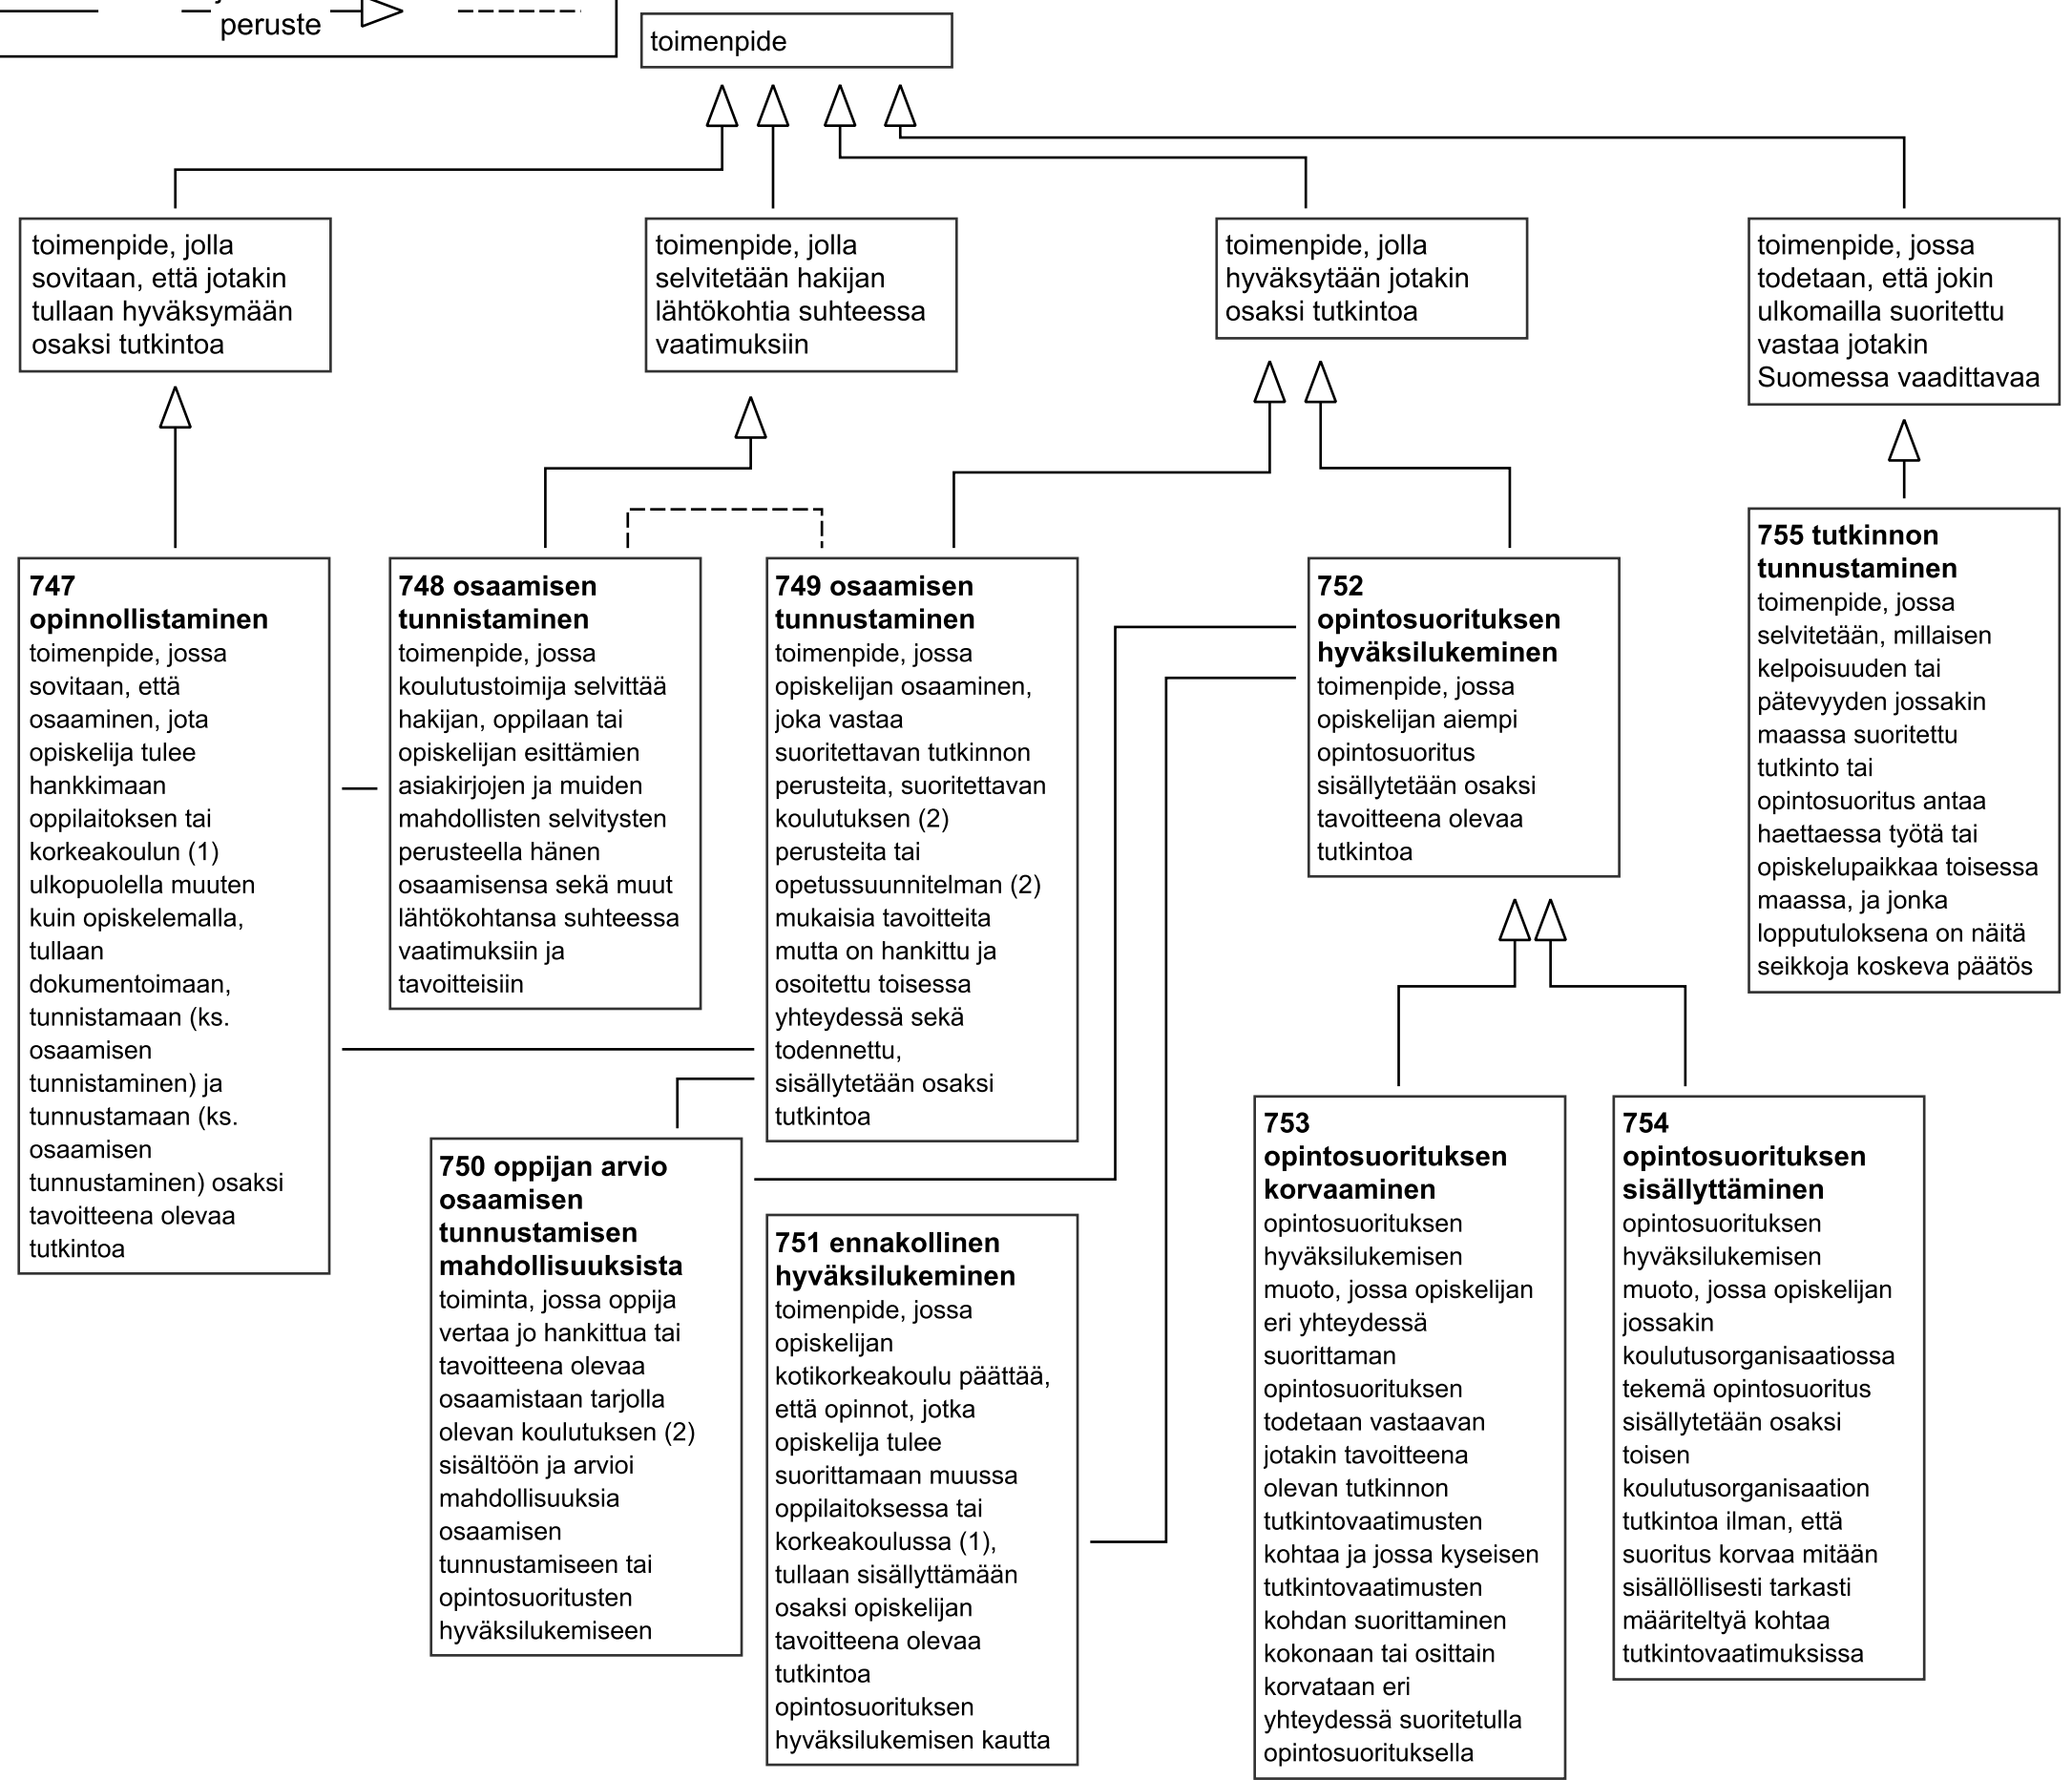 peruste
toimenpide
toimenpide, jolla
sovitaan, että jotakin
tullaan hyväksymään
osaksi tutkintoa
toimenpide, jolla
selvitetään hakijan
lähtökohtia suhteessa
vaatimuksiin
toimenpide, jolla
hyväksytään jotakin
osaksi tutkintoa
toimenpide, jossa
todetaan, että jokin
ulkomailla suoritettu
vastaa jotakin
Suomessa vaadittavaa
747
opinnollistaminen
toimenpide, jossa
sovitaan, että
osaaminen, jota
opiskelija tulee
hankkimaan
oppilaitoksen tai
korkeakoulun (1)
ulkopuolella muuten
kuin opiskelemalla,
tullaan
dokumentoimaan,
tunnistamaan (ks.
osaamisen
tunnistaminen) ja
tunnustamaan (ks.
osaamisen
tunnustaminen) osaksi
tavoitteena olevaa
tutkintoa
748 osaamisen
tunnistaminen
toimenpide, jossa
koulutustoimija selvittää
hakijan, oppilaan tai
opiskelijan esittämien
asiakirjojen ja muiden
mahdollisten selvitysten
perusteella hänen
osaamisensa sekä muut
lähtökohtansa suhteessa
vaatimuksiin ja
tavoitteisiin
749 osaamisen
tunnustaminen
toimenpide, jossa
opiskelijan osaaminen,
joka vastaa
suoritettavan tutkinnon
perusteita, suoritettavan
koulutuksen (2)
perusteita tai
opetussuunnitelman (2)
mukaisia tavoitteita
mutta on hankittu ja
osoitettu toisessa
yhteydessä sekä
todennettu,
sisällytetään osaksi
tutkintoa
752
opintosuorituksen
hyväksilukeminen
toimenpide, jossa
opiskelijan aiempi
opintosuoritus
sisällytetään osaksi
tavoitteena olevaa
tutkintoa
755 tutkinnon
tunnustaminen
toimenpide, jossa
selvitetään, millaisen
kelpoisuuden tai
pätevyyden jossakin
maassa suoritettu
tutkinto tai
opintosuoritus antaa
haettaessa työtä tai
opiskelupaikkaa toisessa
maassa, ja jonka
lopputuloksena on näitä
seikkoja koskeva päätös
750 oppijan arvio
osaamisen
tunnustamisen
mahdollisuuksista
toiminta, jossa oppija
vertaa jo hankittua tai
tavoitteena olevaa
osaamistaan tarjolla
olevan koulutuksen (2)
sisältöön ja arvioi
mahdollisuuksia
osaamisen
tunnustamiseen tai
opintosuoritusten
hyväksilukemiseen
751 ennakollinen
hyväksilukeminen
toimenpide, jossa
opiskelijan
kotikorkeakoulu päättää,
että opinnot, jotka
opiskelija tulee
suorittamaan muussa
oppilaitoksessa tai
korkeakoulussa (1),
tullaan sisällyttämään
osaksi opiskelijan
tavoitteena olevaa
tutkintoa
opintosuorituksen
hyväksilukemisen kautta
753
opintosuorituksen
korvaaminen
opintosuorituksen
hyväksilukemisen
muoto, jossa opiskelijan
eri yhteydessä
suorittaman
opintosuorituksen
todetaan vastaavan
jotakin tavoitteena
olevan tutkinnon
tutkintovaatimusten
kohtaa ja jossa kyseisen
tutkintovaatimusten
kohdan suorittaminen
kokonaan tai osittain
korvataan eri
yhteydessä suoritetulla
opintosuorituksella
754
opintosuorituksen
sisällyttäminen
opintosuorituksen
hyväksilukemisen
muoto, jossa opiskelijan
jossakin
koulutusorganisaatiossa
tekemä opintosuoritus
sisällytetään osaksi
toisen
koulutusorganisaation
tutkintoa ilman, että
suoritus korvaa mitään
sisällöllisesti tarkasti
määriteltyä kohtaa
tutkintovaatimuksissa